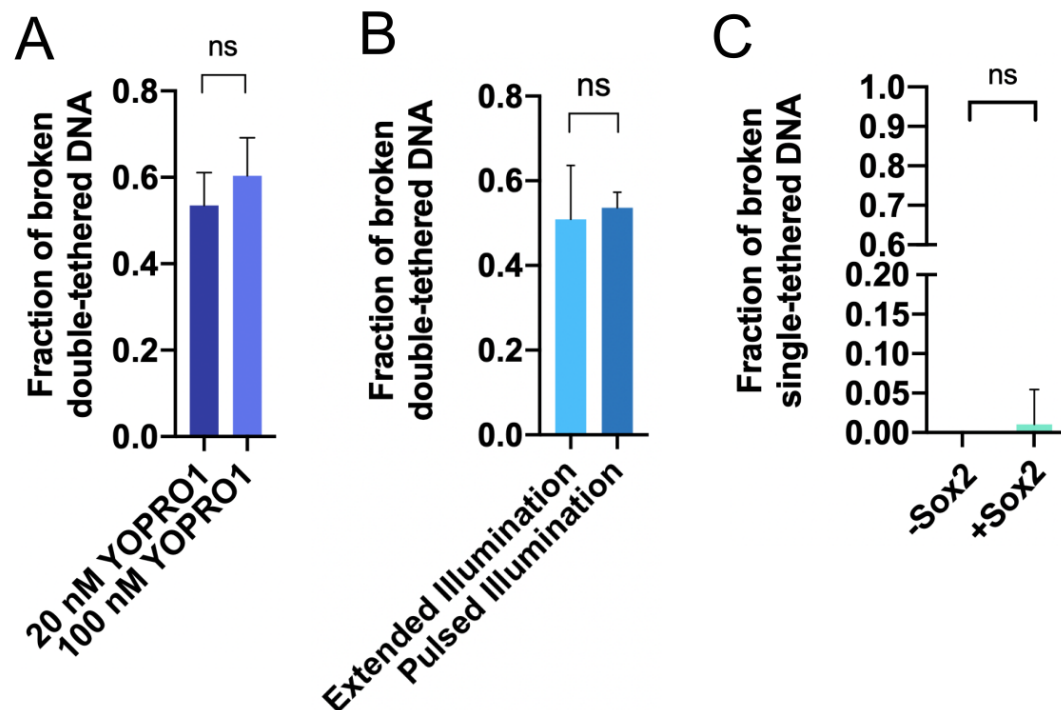 A
ns
Fraction of broken
double-tethered DNA
0.8
0.6
0.4
0.2
0.0
20 nM YOPRO1
100 nM YOPRO1
B
ns
Fraction of broken
double-tethered DNA
0.8
0.6
0.4
0.2
0.0
Extended Illumination
Pulsed Illumination
C
ns
Fraction of broken
single-tethered DNA
1.0
0.9
0.8
0.7
0.6
0.20
0.15
0.10
0.05
0.00
-Sox2
+Sox2